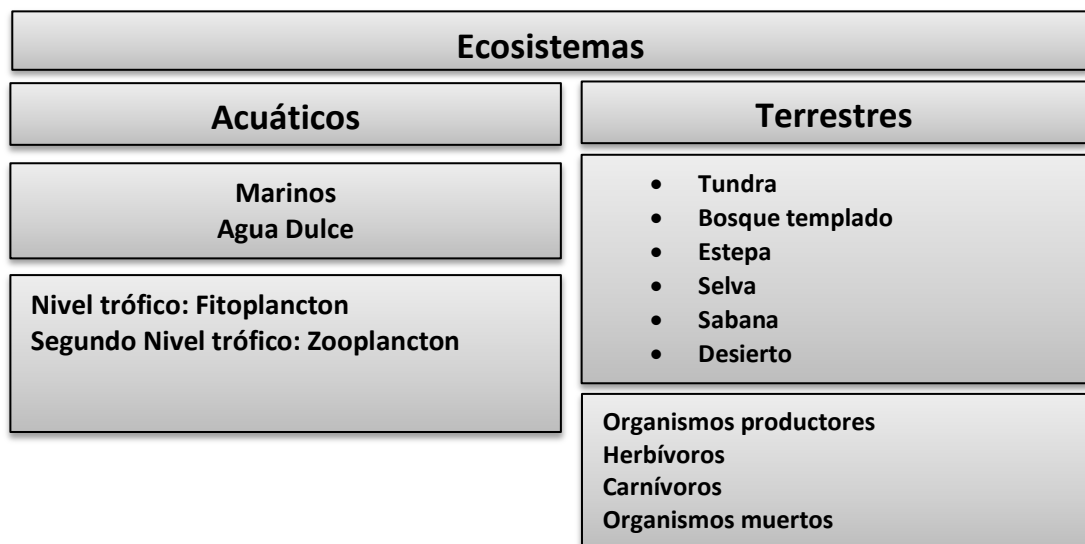 Ecosistemas
Acuáticos
Marinos
Agua Dulce
Nivel trófico: Fitoplancton
Segundo Nivel trófico: Zooplancton
Terrestres
• Tundra
• Bosque templado
• Estepa
• Selva
• Sabana
• Desierto
Organismos productores
Herbívoros
Carnívoros
Organismos muertos